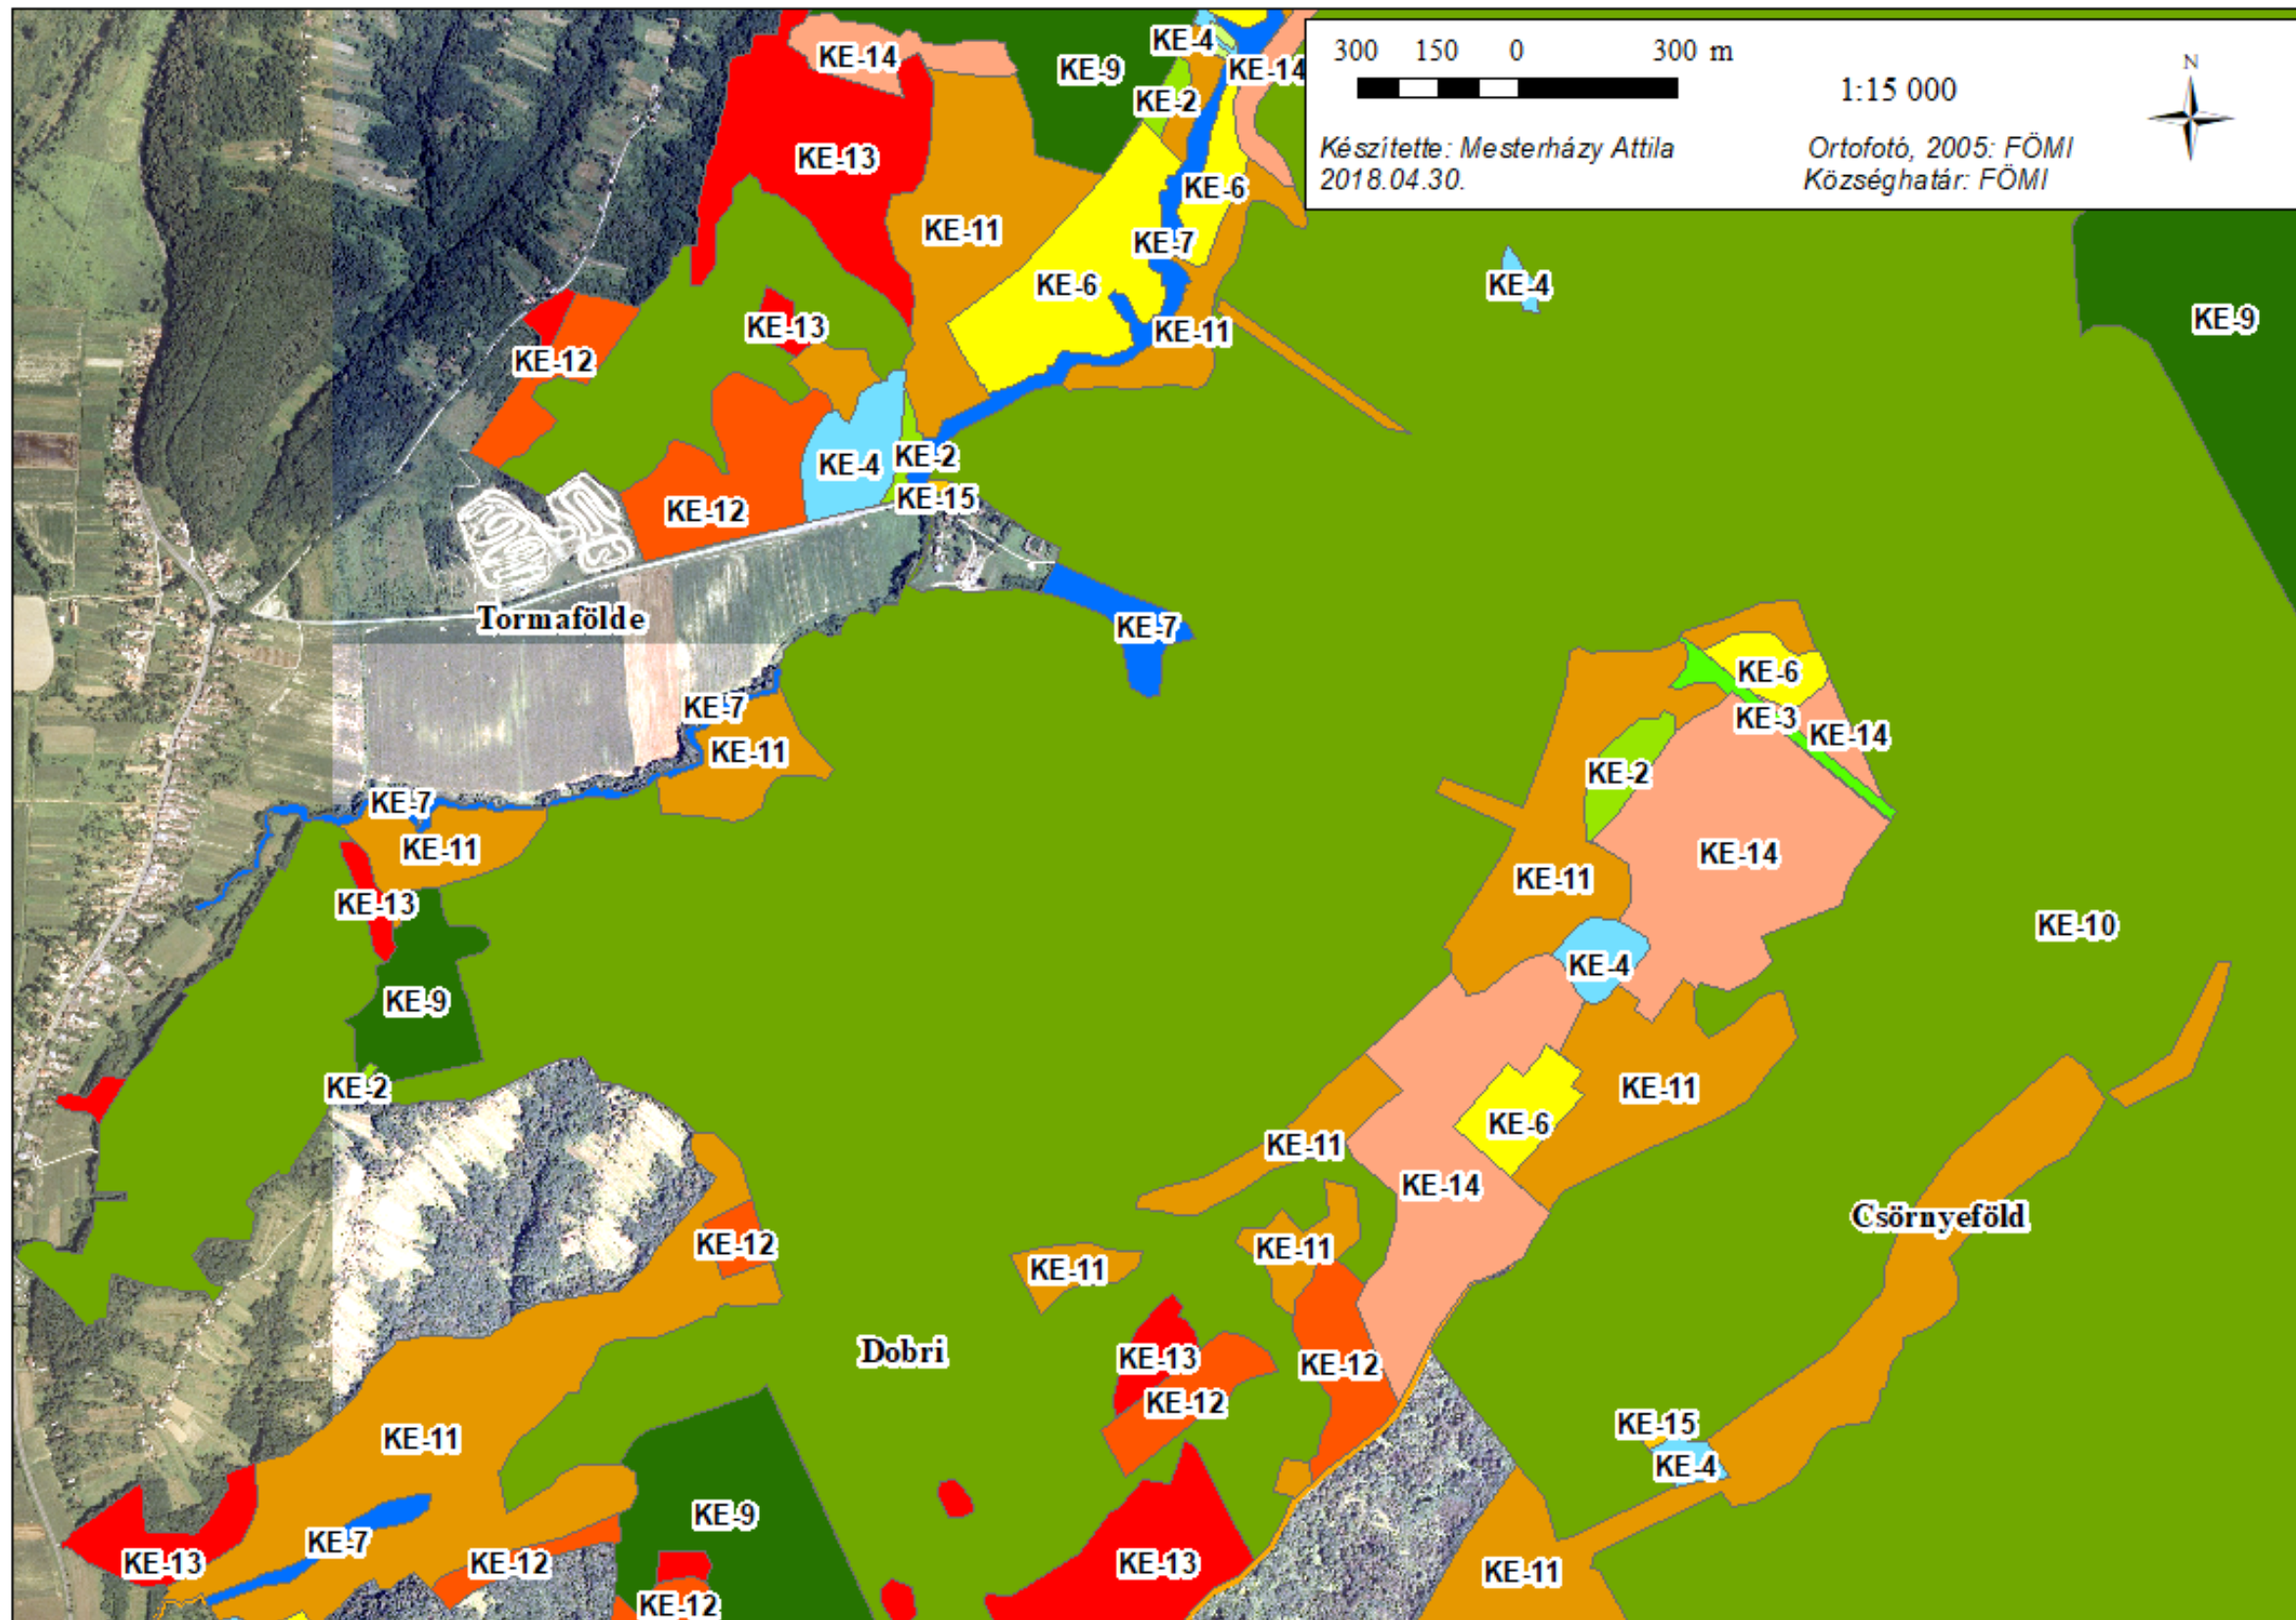 300 150 0 300 m
1:15 000
N
Készítette: Mesterházy Attila
2018.04.30.
Ortofotó, 2005: FÖMI
Községhatár: FÖMI
KE-14
KE-9
KE-4
KE-14
KE-2
KE-13
KE-6
KE-11
KE-7
KE-6
KE-4
KE-9
KE-13
KE-11
KE-12
KE-2
KE-4
KE-15
KE-12
Tormafölde
KE-7
KE-6
KE-7
KE-3
KE-14
KE-11
KE-2
KE-7
KE-11
KE-14
KE-11
KE-13
KE-10
KE-4
KE-9
KE-2
KE-11
KE-6
KE-11
KE-14
Csörnyeföld
KE-12
KE-11
KE-11
Dobri
KE-13
KE-12
KE-12
KE-15
KE-11
KE-4
KE-9
KE-7
KE-13
KE-12
KE-13
KE-11
KE-12